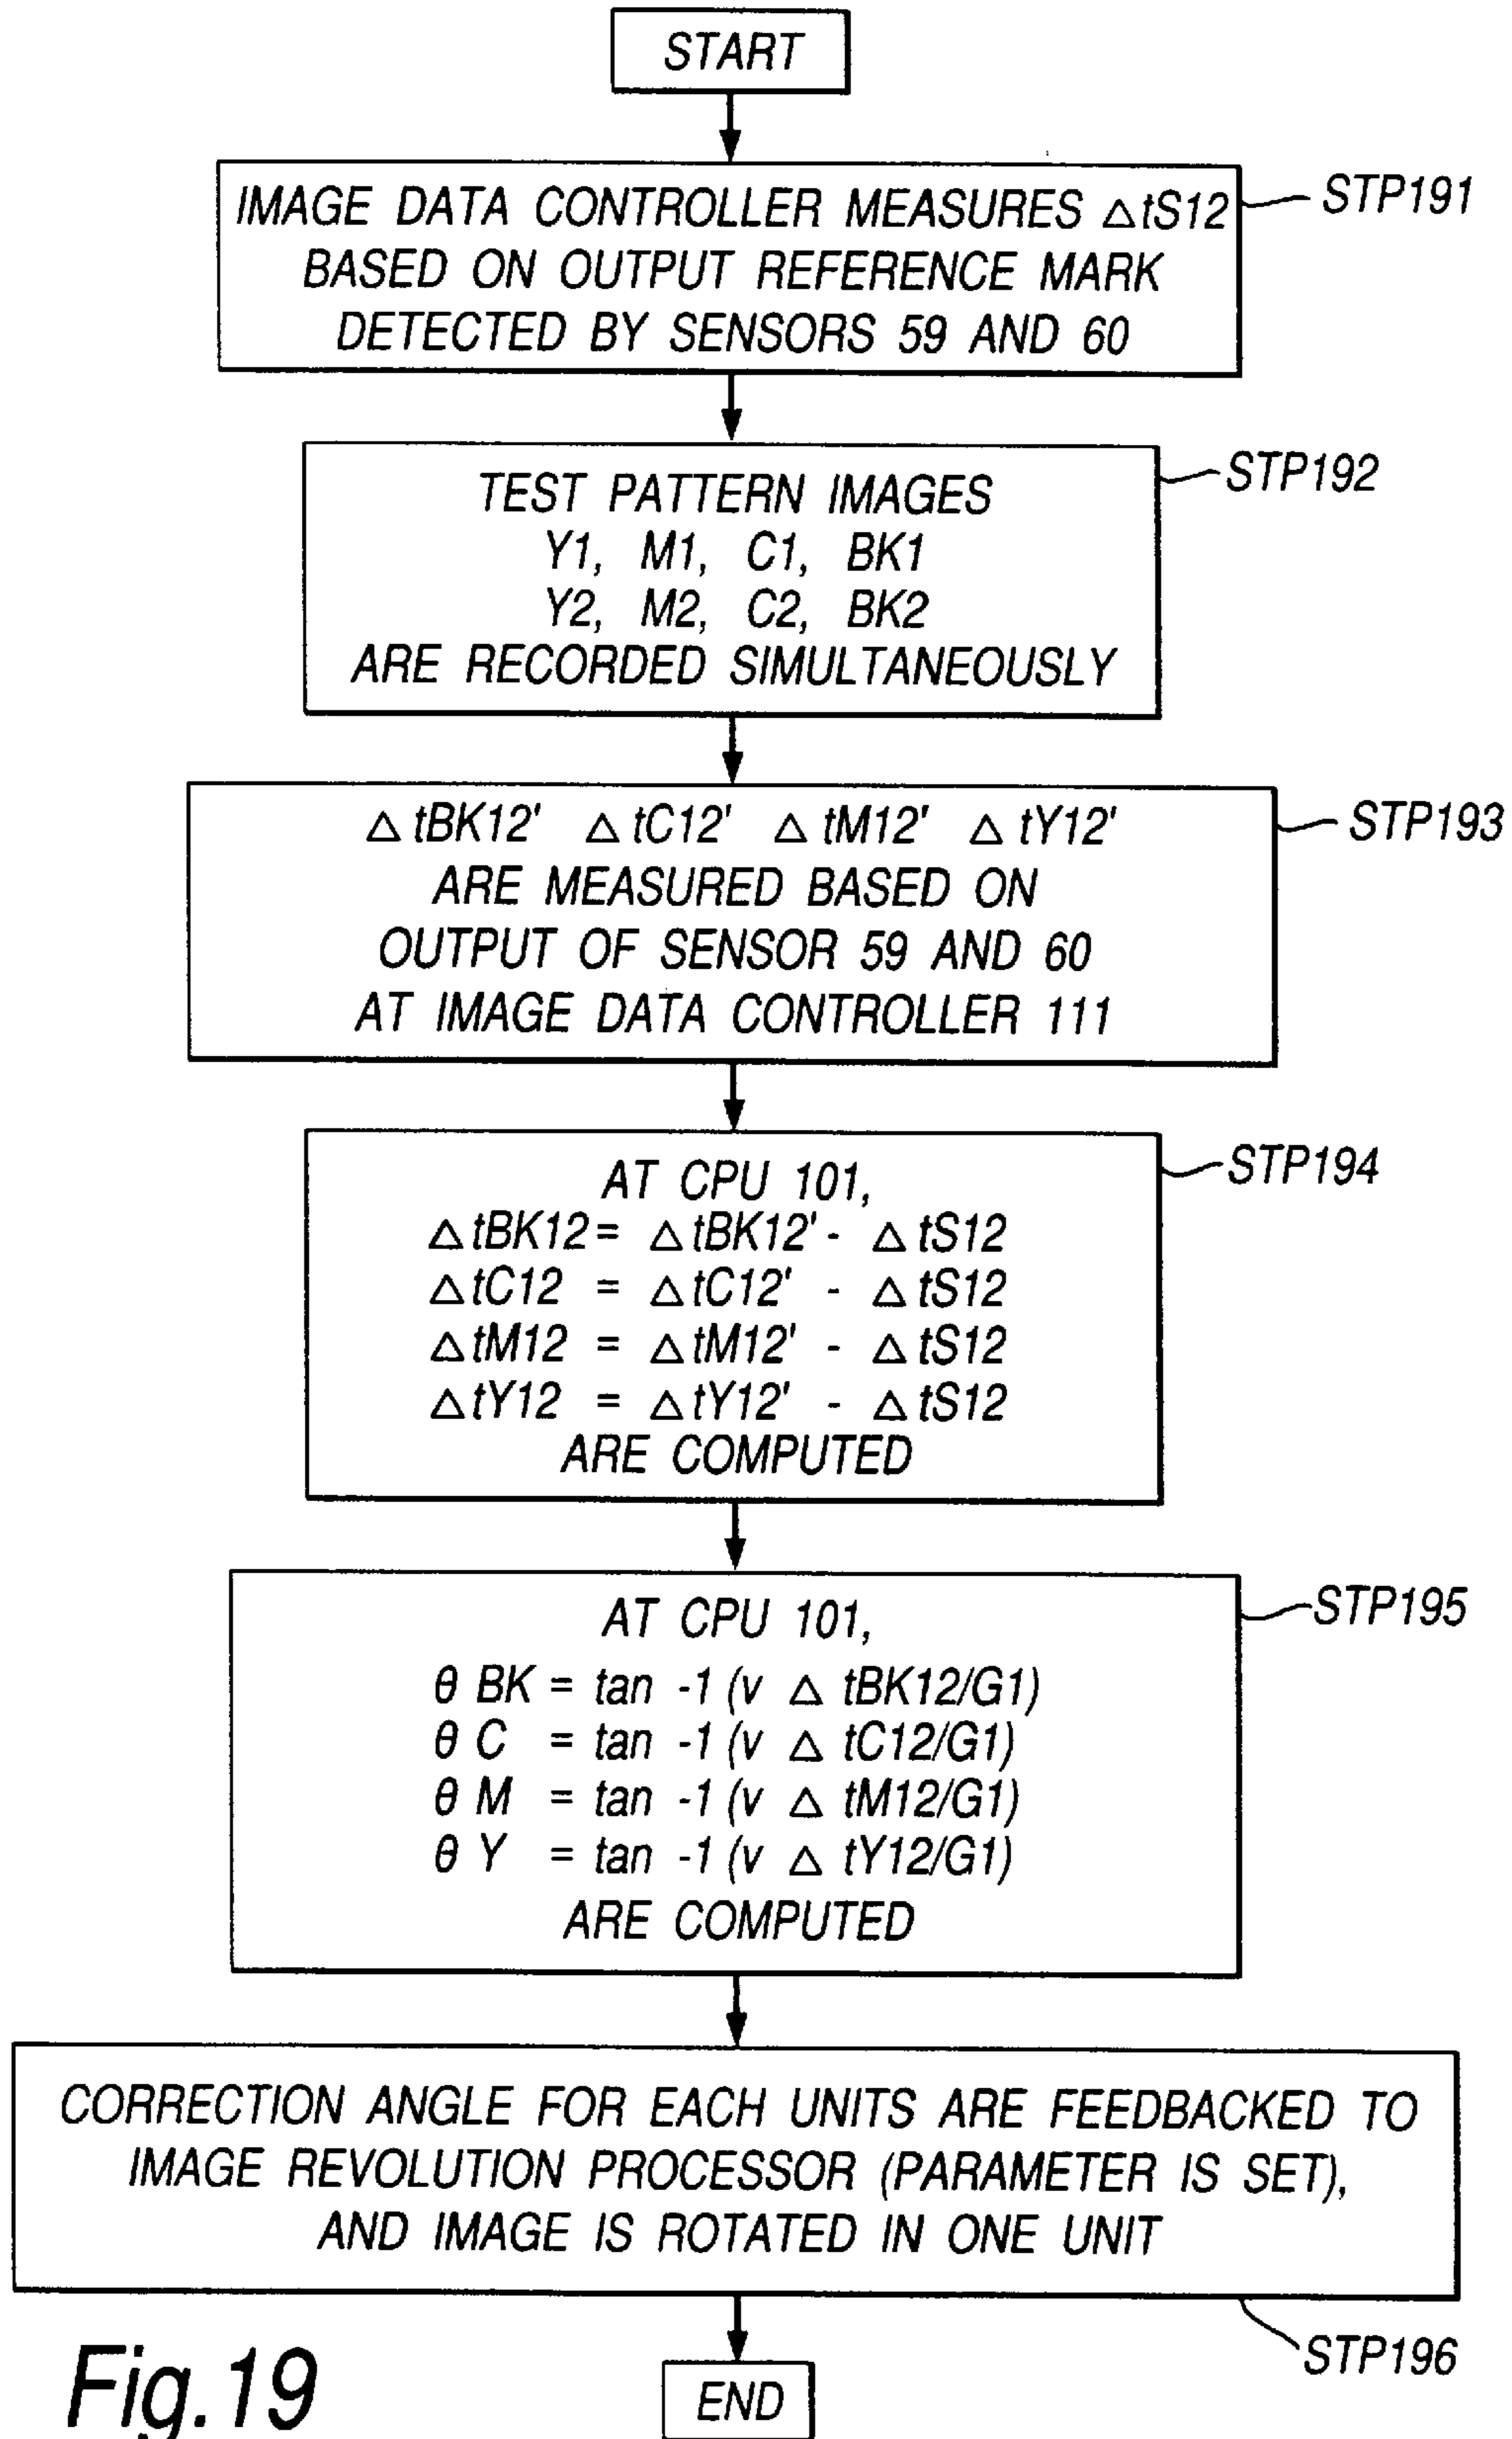 START
IMAGE DATA CONTROLLER MEASURES △tS12
BASED ON OUTPUT REFERENCE MARK
DETECTED BY SENSORS 59 AND 60
STP191
TEST PATTERN IMAGES
Y1, M1, C1, BK1
Y2, M2, C2, BK2
ARE RECORDED SIMULTANEOUSLY
STP192
△tBK12' △tC12' △tM12' △tY12'
ARE MEASURED BASED ON
OUTPUT OF SENSOR 59 AND 60
AT IMAGE DATA CONTROLLER 111
STP193
AT CPU 101,
△tBK12 = △tBK12' - △tS12
△tC12 = △tC12' - △tS12
△tM12 = △tM12' - △tS12
△tY12 = △tY12' - △tS12
ARE COMPUTED
STP194
AT CPU 101,
θ BK = tan -1 (v △ tBK12/G1)
θ C = tan -1 (v △ tC12/G1)
θ M = tan -1 (v △ tM12/G1)
θ Y = tan -1 (v △ tY12/G1)
ARE COMPUTED
STP195
CORRECTION ANGLE FOR EACH UNITS ARE FEEDBACKED TO
IMAGE REVOLUTION PROCESSOR (PARAMETER IS SET),
AND IMAGE IS ROTATED IN ONE UNIT
STP196
END
Fig.19